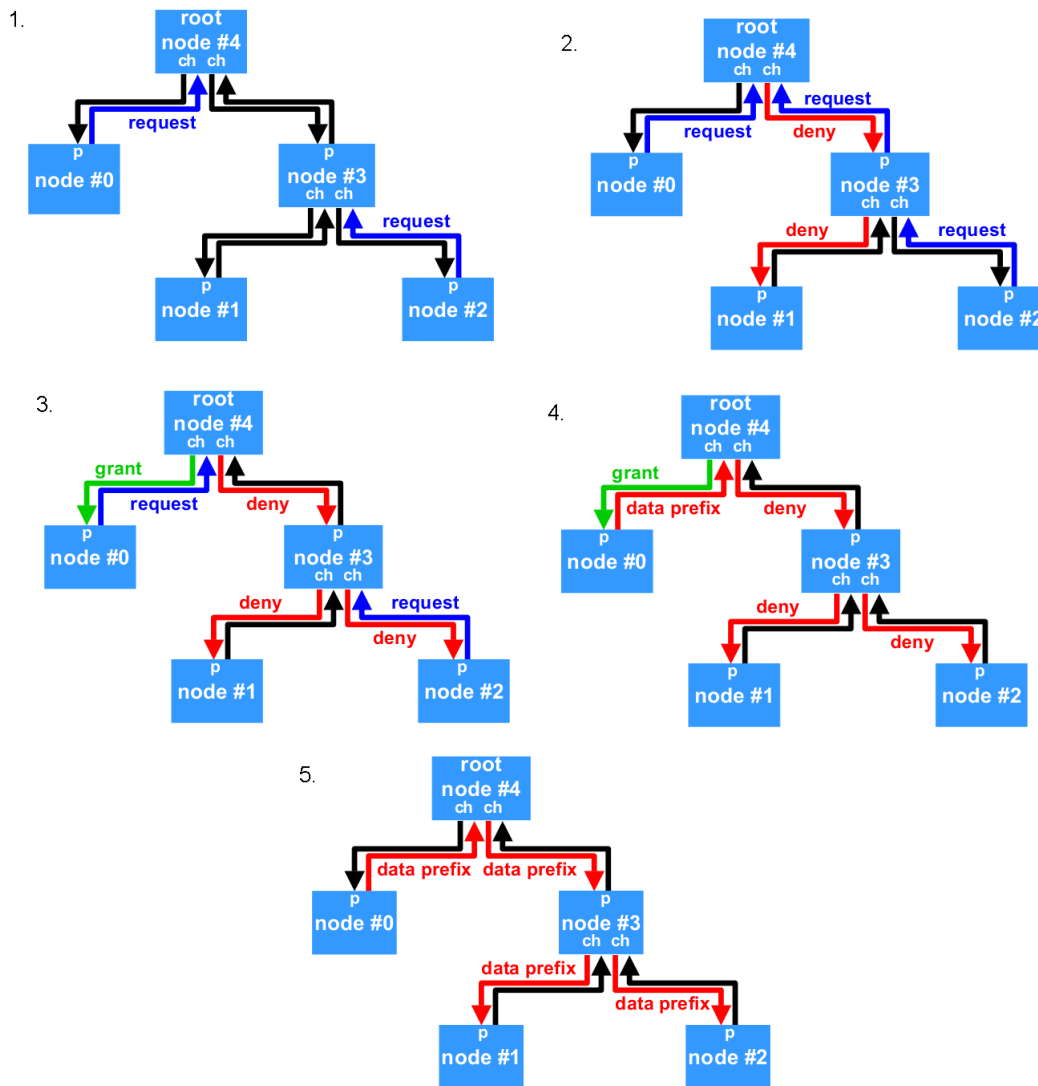 1.
root
node #4
ch ch
request
p
node #0
p
node #3
ch ch
request
p
node #1
p
node #2
2.
root
node #4
ch ch
request
request
deny
p
node #0
p
node #3
ch ch
deny
request
p
node #1
p
node #2
3.
root
node #4
ch ch
grant
request
deny
p
node #0
p
node #3
ch ch
deny
request
deny
p
node #1
p
node #2
4.
root
node #4
ch ch
grant
data prefix
deny
p
node #0
p
node #3
ch ch
deny
deny
p
node #1
p
node #2
5.
root
node #4
ch ch
data prefix data prefix
p
node #0
p
node #3
ch ch
data prefix
data prefix
p
node #1
p
node #2